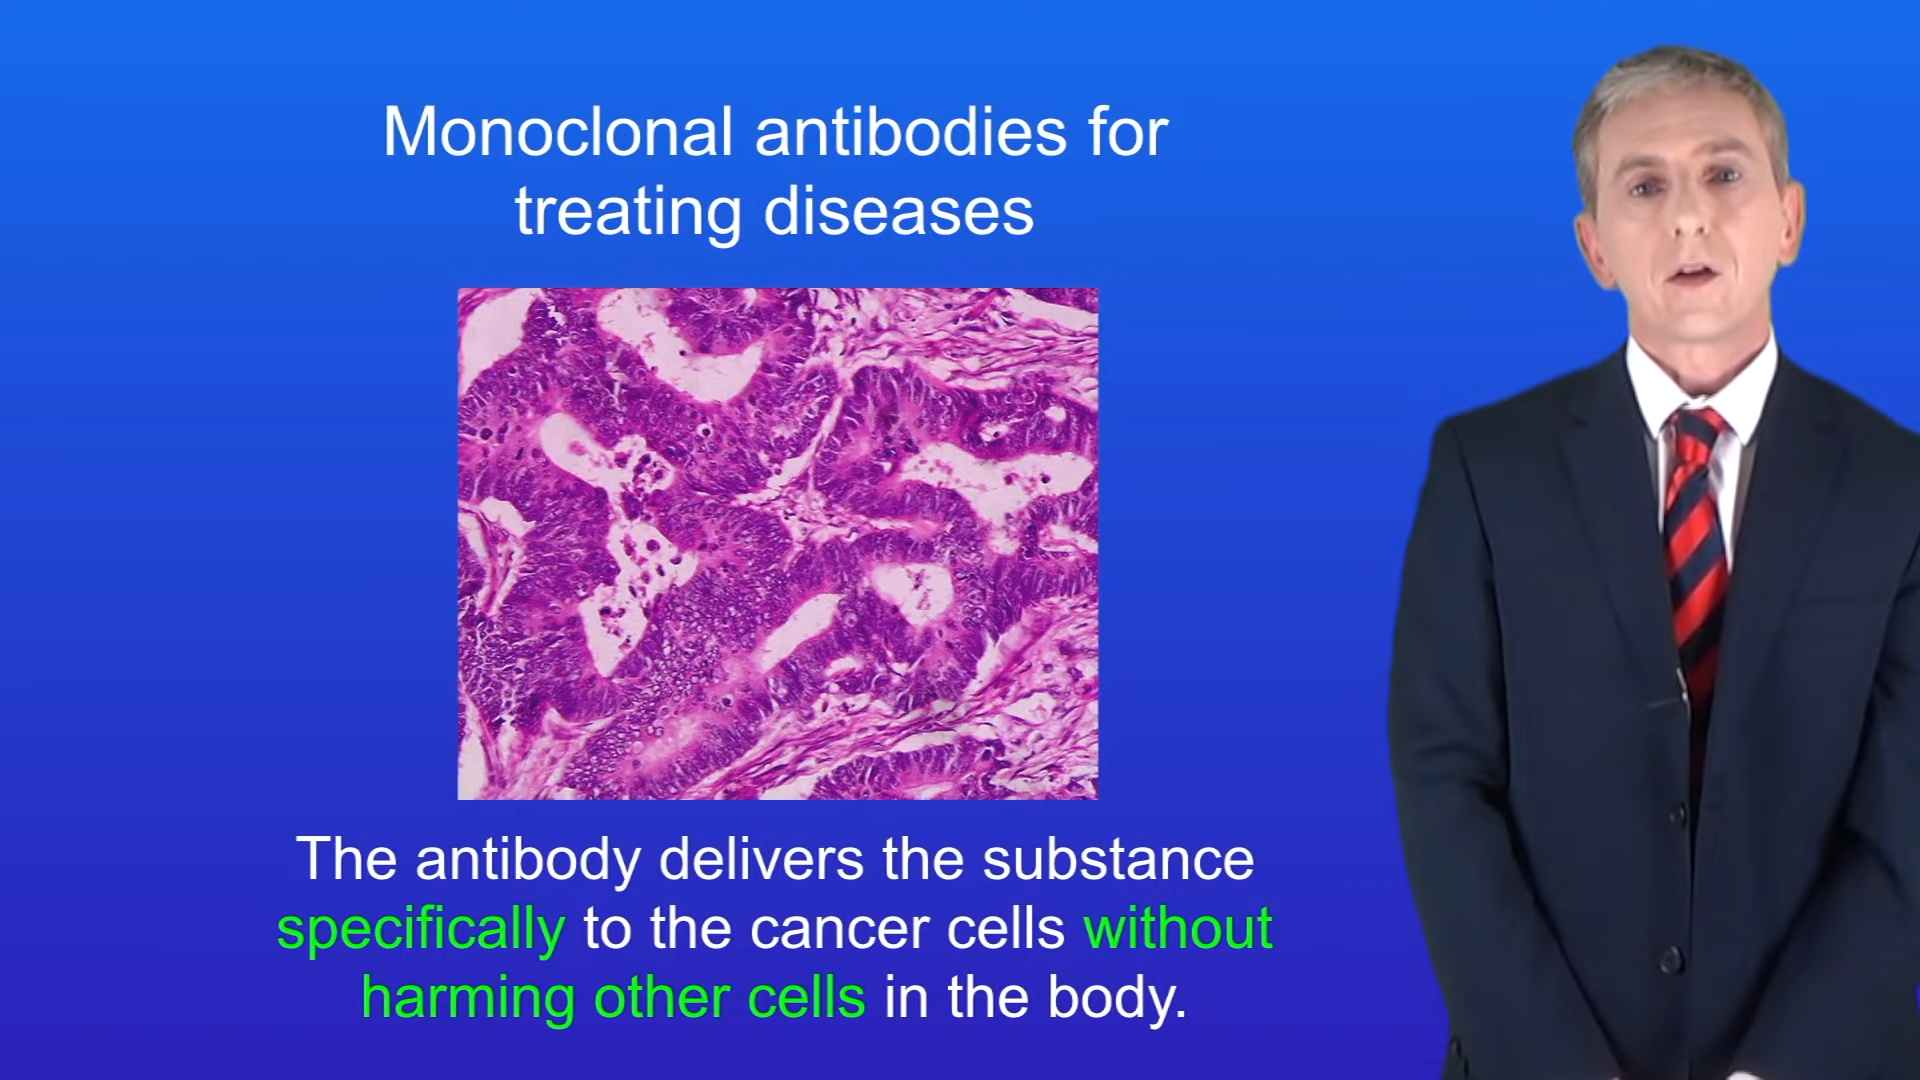 Monoclonal antibodies for
treating diseases
The antibody delivers the substance
specifically to the cancer cells without
harming other cells in the body.